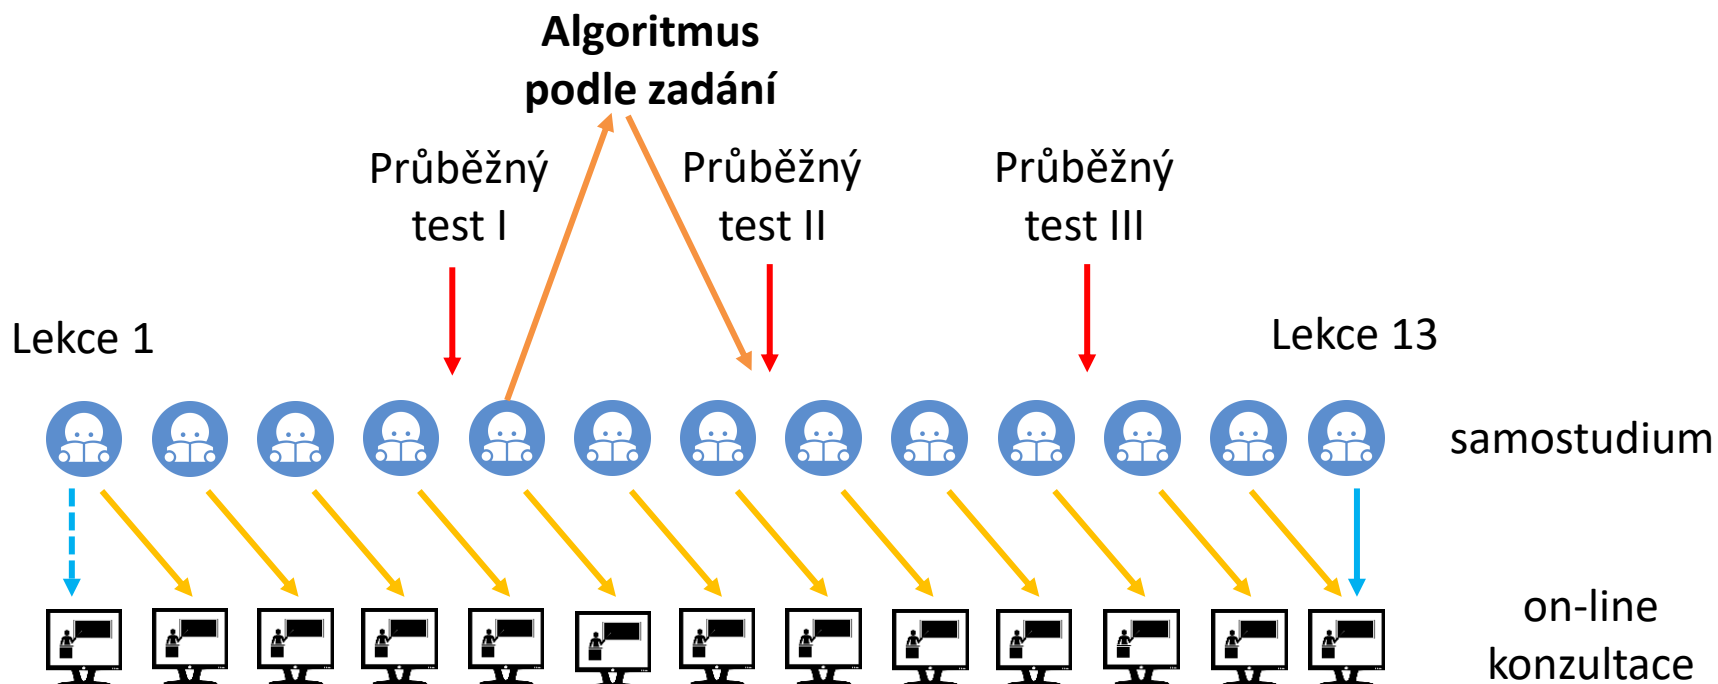 Algoritmus
podle zadání
Průběžný
test I
Průběžný
test II
Průběžný
test III
Lekce 1
Lekce 13
samostudium
on-line
konzultace